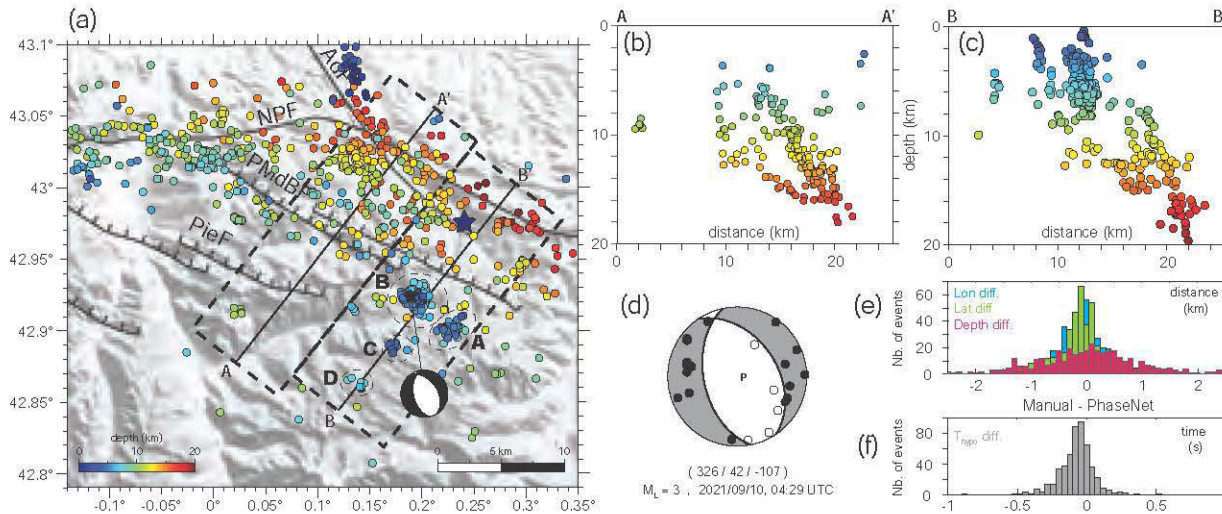 (a)
43.1°
43.05°
43°
42.95°
42.9°
42.85°
42.8°
-0.1°
-0.05°
0°
0.05°
0.1°
0.15°
0.2°
0.25°
0.3°
0.35°
NPF
PMdBF
PieF
A'
B'
B
A
C
D
A
B
depth (km)
0 10 20
5 km
0 10
A A'
(b)
0
10
20
distance (km)
0 10 20
depth (km)
B B'
(c)
0
10
20
distance (km)
0 10 20
(d)
P
( 326 / 42 / -107 )
ML = 3 , 2021/09/10, 04:29 UTC
(e)
Lon diff.
Lat diff.
Depth diff.
distance
(km)
Nb. of events
60
40
20
0
-2 -1 0 1 2
Manual - PhaseNet
(f)
Thypo diff.
time
(s)
Nb. of events
80
40
0
-1 -0.5 0 0.5